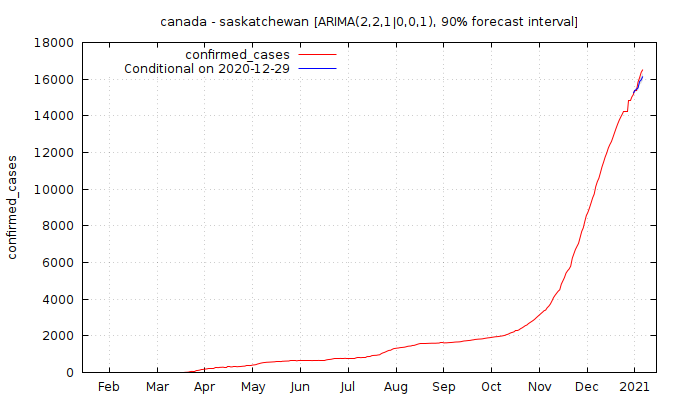 canada - saskatchewan [ARIMA(2,2,1|0,0,1), 90% forecast interval]
confirmed_cases
Conditional on 2020-12-29
18000
16000
14000
12000
10000
8000
6000
4000
2000
0
confirmed_cases
Feb Mar Apr May Jun Jul Aug Sep Oct Nov Dec 2021